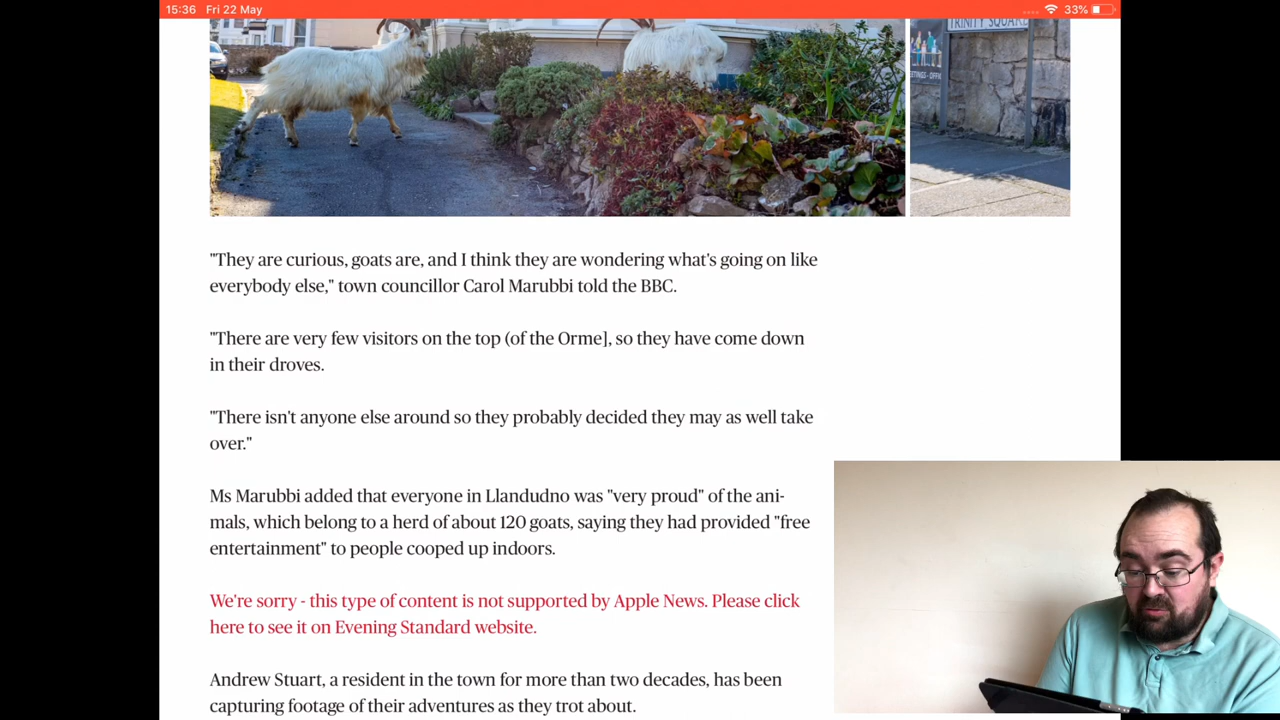 15:36 Fri 22 May
33%
TRINITY SQUARE
"They are curious, goats are, and I think they are wondering what's going on like
everybody else," town councillor Carol Marubbi told the BBC.
"There are very few visitors on the top (of the Orme], so they have come down
in their droves.
"There isn't anyone else around so they probably decided they may as well take
over."
Ms Marubbi added that everyone in Llandudno was "very proud" of the ani-
mals, which belong to a herd of about 120 goats, saying they had provided "free
entertainment" to people cooped up indoors.
We're sorry - this type of content is not supported by Apple News. Please click
here to see it on Evening Standard website.
Andrew Stuart, a resident in the town for more than two decades, has been
capturing footage of their adventures as they trot about.